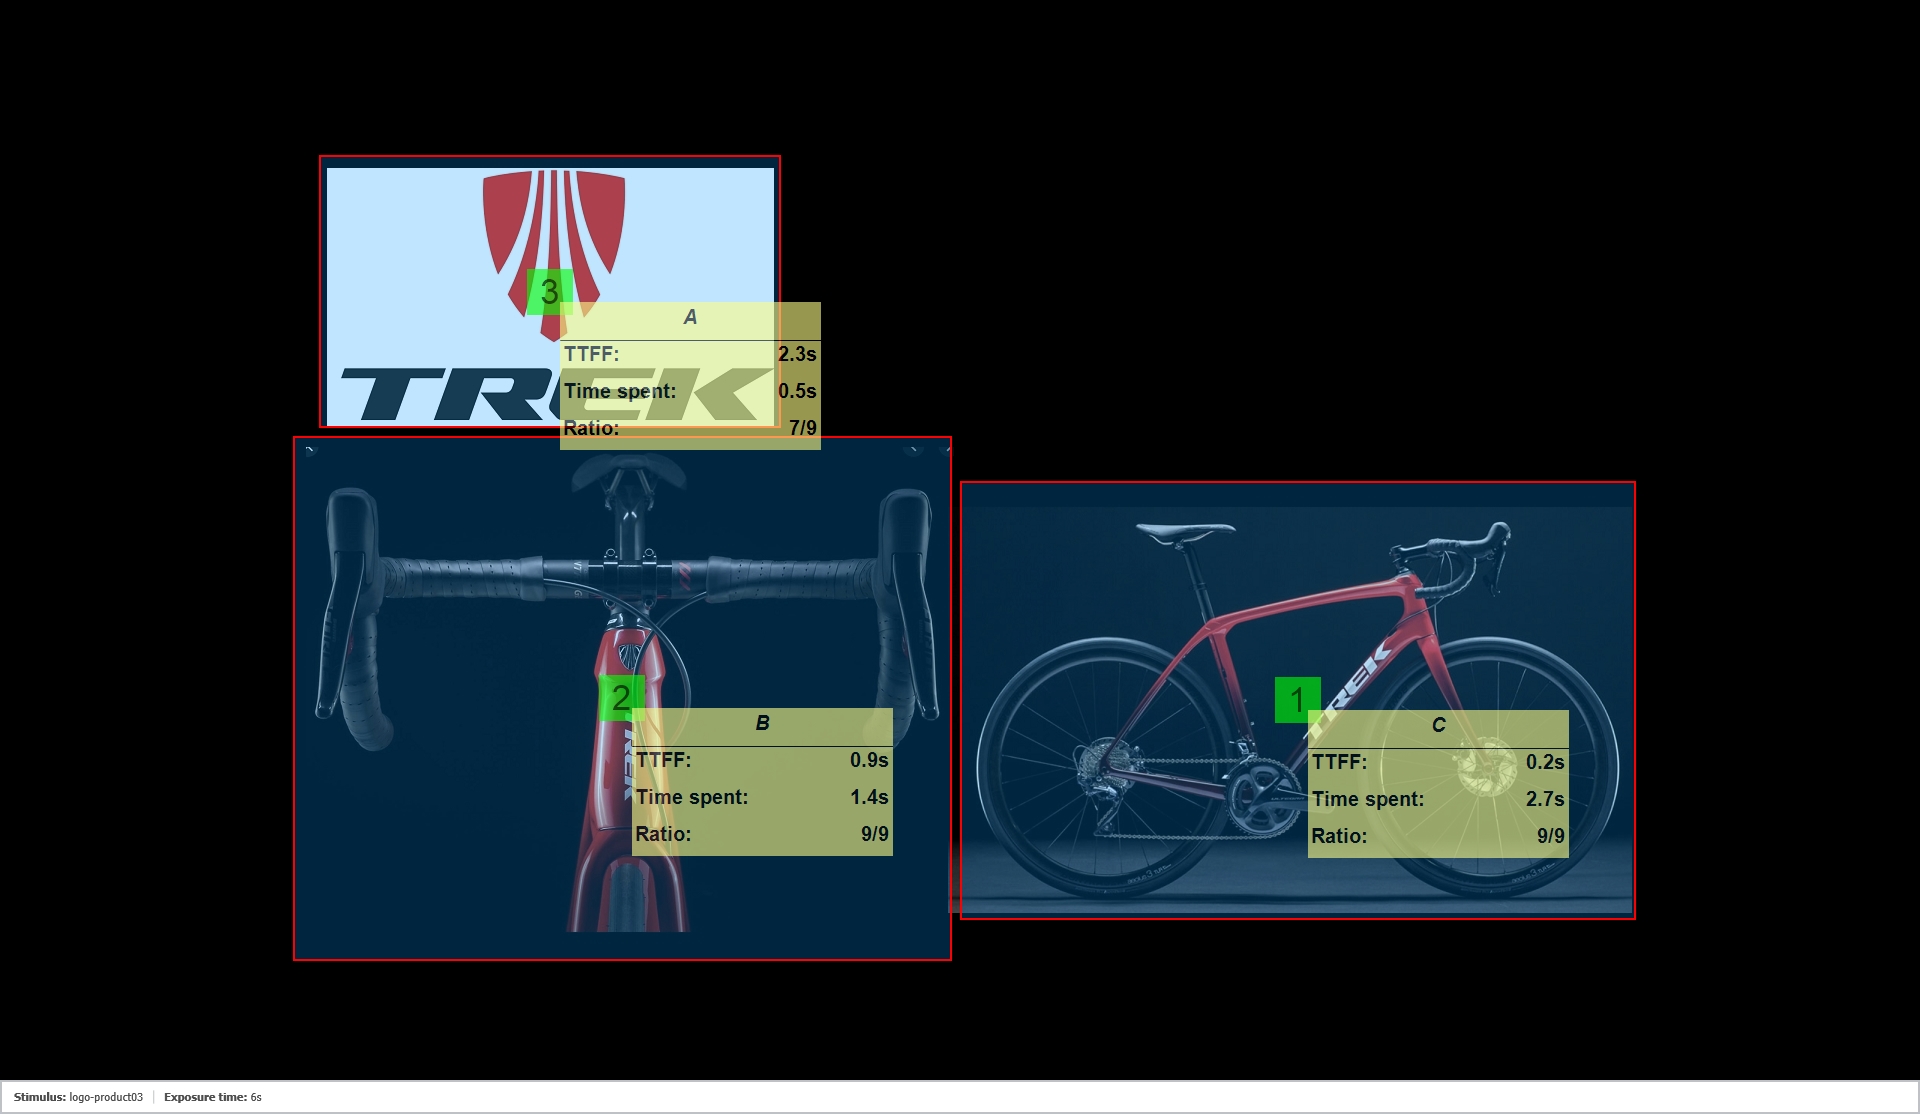 3
A
TTFF: 2.3s
Time spent: 0.5s
Ratio: 7/9
TREK
2
B
TTFF: 0.9s
Time spent: 1.4s
Ratio: 9/9
TREK
1
C
TTFF: 0.2s
Time spent: 2.7s
Ratio: 9/9
Stimulus: logo-product03 Exposure time: 6s